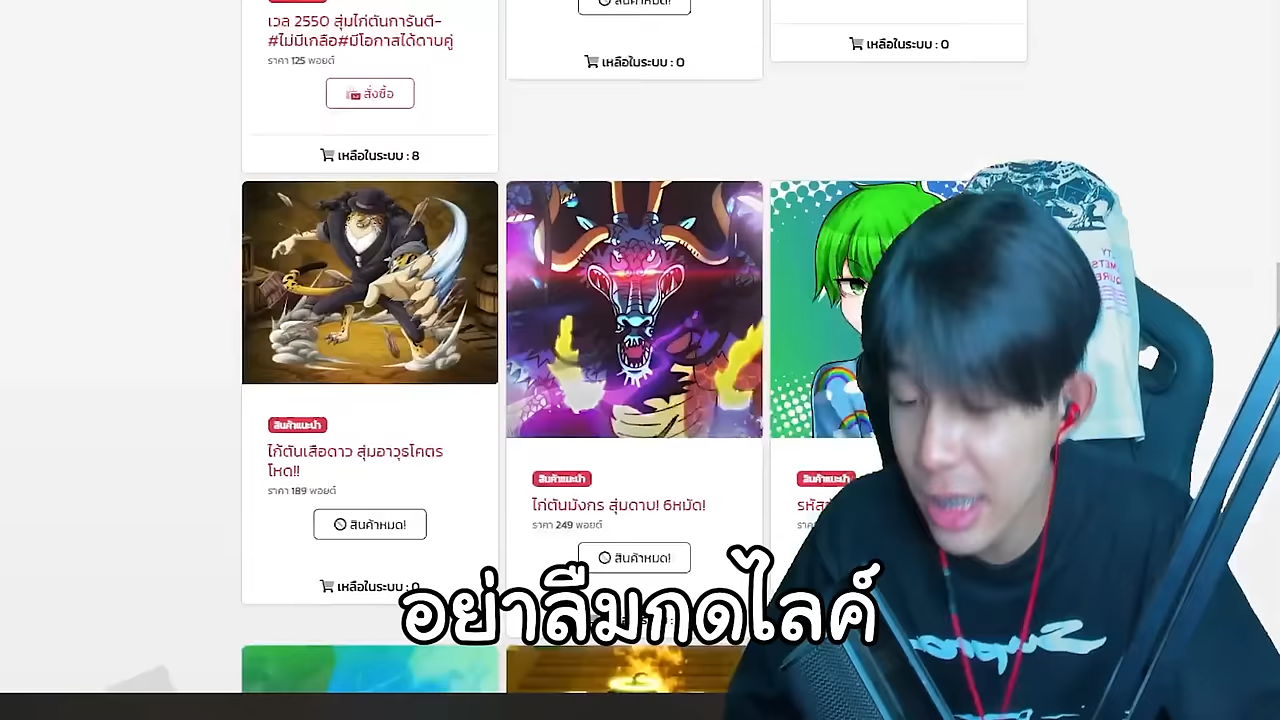 เวล 2550 สุ่มไก่ตันการันตี-
#ไม่มีเกลือ#มีโอกาสได้ดาบคู่
ราคา 125 พอยต์
สั่งซื้อ
เหลือในระบบ : 8
สินค้าหมด!
เหลือในระบบ : 0
เหลือในระบบ : 0
สินค้าแนะนำ
ไก่ตันเสือดาว สุ่มอาวุธโคตร
โหด!!
ราคา 189 พอยต์
สินค้าหมด!
เหลือในระบบ : 0
สินค้าแนะนำ
ไก่ตันมังกร สุ่มดาบ! 6หมัด!
ราคา 249 พอยต์
สินค้าหมด!
สินค้าแนะนำ
อย่าลืมกดไลค์